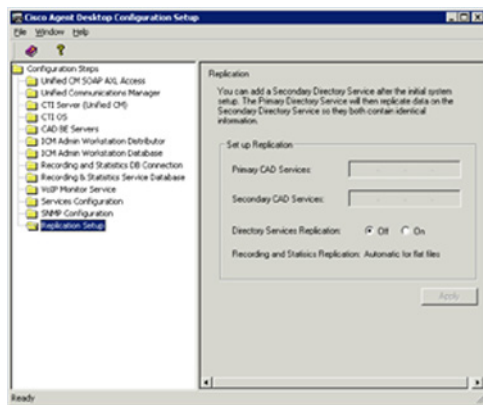 Cisco Agent Desktop Configuration Setup
File Window Help
Configuration Steps
Unified CM SOAP AXL Access
Unified Communications Manager
CTI Server (Unified CM)
CTI OS
CAD BE Servers
ICM Admin Workstation Distributor
ICM Admin Workstation Database
Recording and Statistics DB Connection
Recording & Statistics Service Database
VoIP Monitor Service
Services Configuration
SNMP Configuration
Replication Setup
Replication
You can add a Secondary Directory Service after the initial system
setup. The Primary Directory Service will then replicate data on the
Secondary Directory Service so they both contain identical
information.
Set up Replication
Primary CAD Services:
Secondary CAD Services:
Directory Services Replication: Off On
Recording and Statisics Replication: Automatic for flat files
Apply
Ready